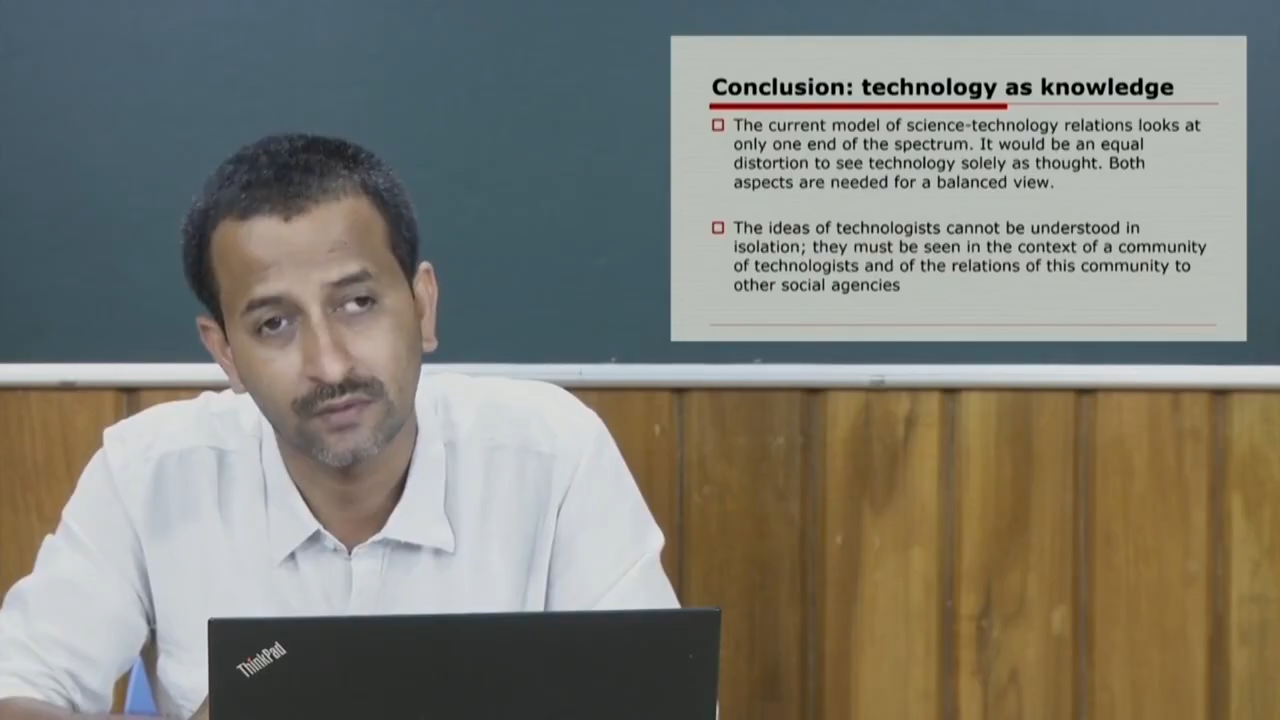 Conclusion: technology as knowledge
The current model of science-technology relations looks at
only one end of the spectrum. It would be an equal
distortion to see technology solely as thought. Both
aspects are needed for a balanced view.
The ideas of technologists cannot be understood in
isolation; they must be seen in the context of a community
of technologists and of the relations of this community to
other social agencies
ThinkPad